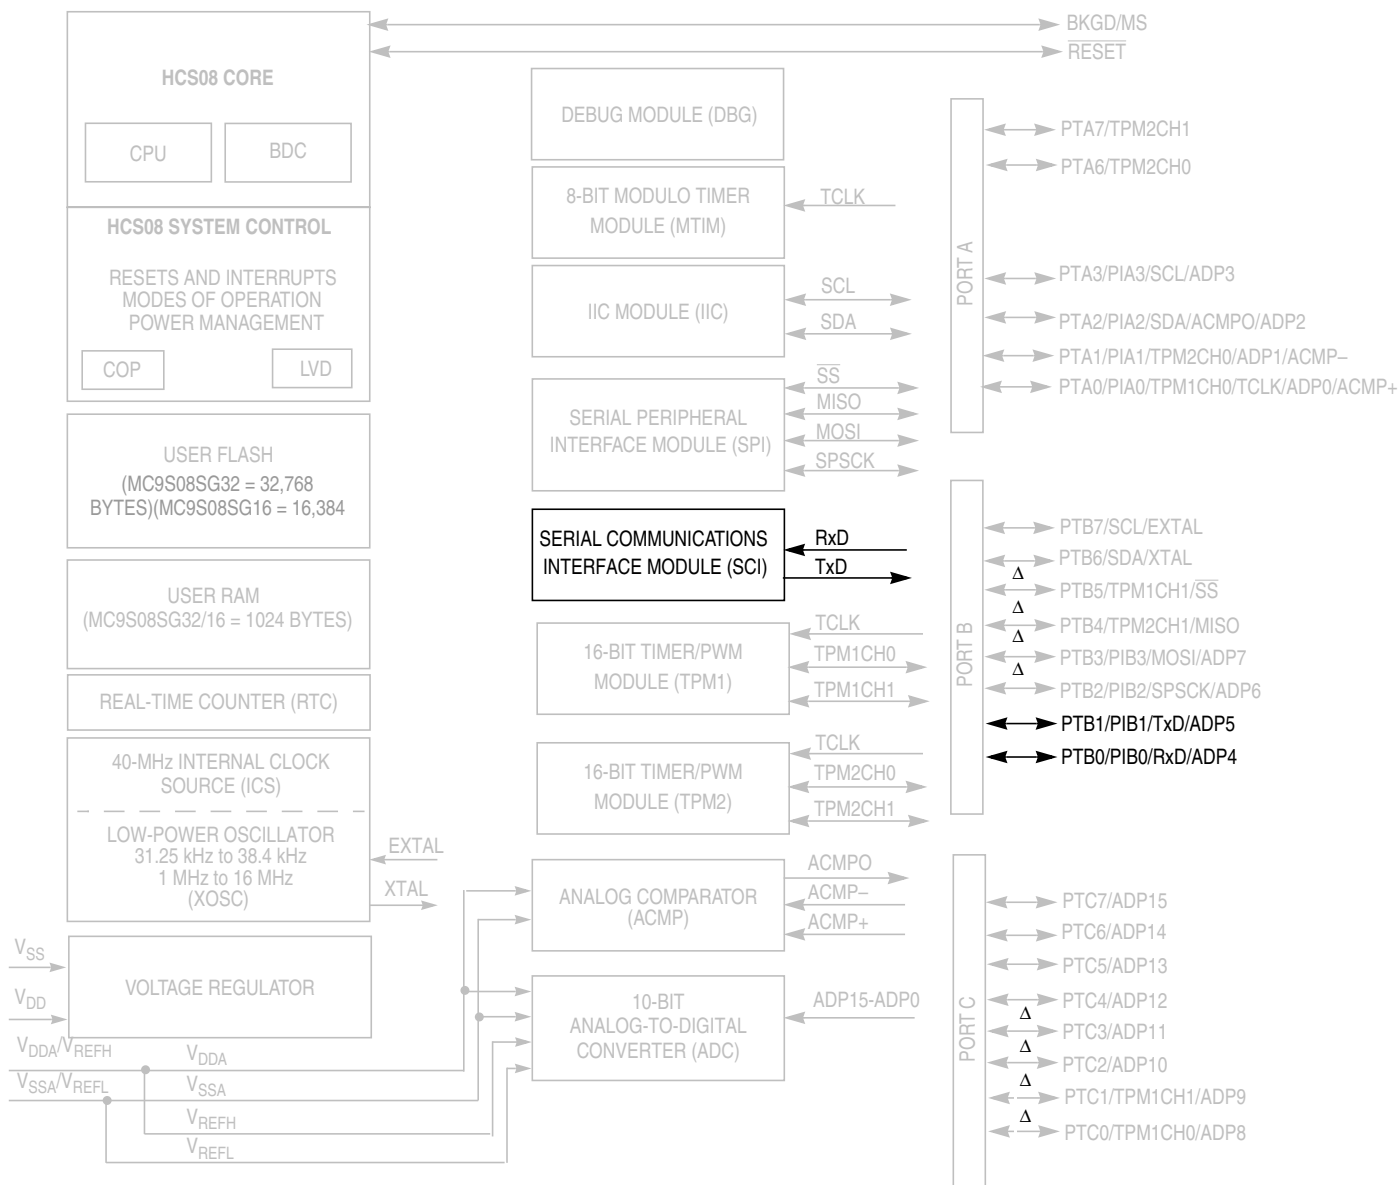 BKGD/MS
RESET
HCS08 CORE
CPU
BDC
HCS08 SYSTEM CONTROL
RESETS AND INTERRUPTS
MODES OF OPERATION
POWER MANAGEMENT
COP
LVD
USER FLASH
(MC9S08SG32 = 32,768
BYTES)(MC9S08SG16 = 16,384
USER RAM
(MC9S08SG32/16 = 1024 BYTES)
REAL-TIME COUNTER (RTC)
40-MHz INTERNAL CLOCK
SOURCE (ICS)
LOW-POWER OSCILLATOR
31.25 kHz to 38.4 kHz
1 MHz to 16 MHz
(XOSC)
EXTAL
XTAL
VSS
VDD
VOLTAGE REGULATOR
VDDA/VREFH
VSSA/VREFL
VDDA
VSSA
VREFH
VREFL
DEBUG MODULE (DBG)
8-BIT MODULO TIMER
MODULE (MTIM)
TCLK
IIC MODULE (IIC)
SCL
SDA
SERIAL PERIPHERAL
INTERFACE MODULE (SPI)
SS
MISO
MOSI
SPSCK
SERIAL COMMUNICATIONS
INTERFACE MODULE (SCI)
RxD
TxD
16-BIT TIMER/PWM
MODULE (TPM1)
TCLK
TPM1CH0
TPM1CH1
16-BIT TIMER/PWM
MODULE (TPM2)
TCLK
TPM2CH0
TPM2CH1
ANALOG COMPARATOR
(ACMP)
ACMPO
ACMP–
ACMP+
10-BIT
ANALOG-TO-DIGITAL
CONVERTER (ADC)
ADP15-ADP0
PORT A
PTA7/TPM2CH1
PTA6/TPM2CH0
PTA3/PIA3/SCL/ADP3
PTA2/PIA2/SDA/ACMPO/ADP2
PTA1/PIA1/TPM2CH0/ADP1/ACMP–
PTA0/PIA0/TPM1CH0/TCLK/ADP0/ACMP+
PORT B
PTB7/SCL/EXTAL
PTB6/SDA/XTAL
Δ
PTB5/TPM1CH1/SS
Δ
PTB4/TPM2CH1/MISO
Δ
PTB3/PIB3/MOSI/ADP7
Δ
PTB2/PIB2/SPSCK/ADP6
PTB1/PIB1/TxD/ADP5
PTB0/PIB0/RxD/ADP4
PORT C
PTC7/ADP15
PTC6/ADP14
PTC5/ADP13
PTC4/ADP12
Δ
PTC3/ADP11
Δ
PTC2/ADP10
Δ
PTC1/TPM1CH1/ADP9
Δ
PTC0/TPM1CH0/ADP8